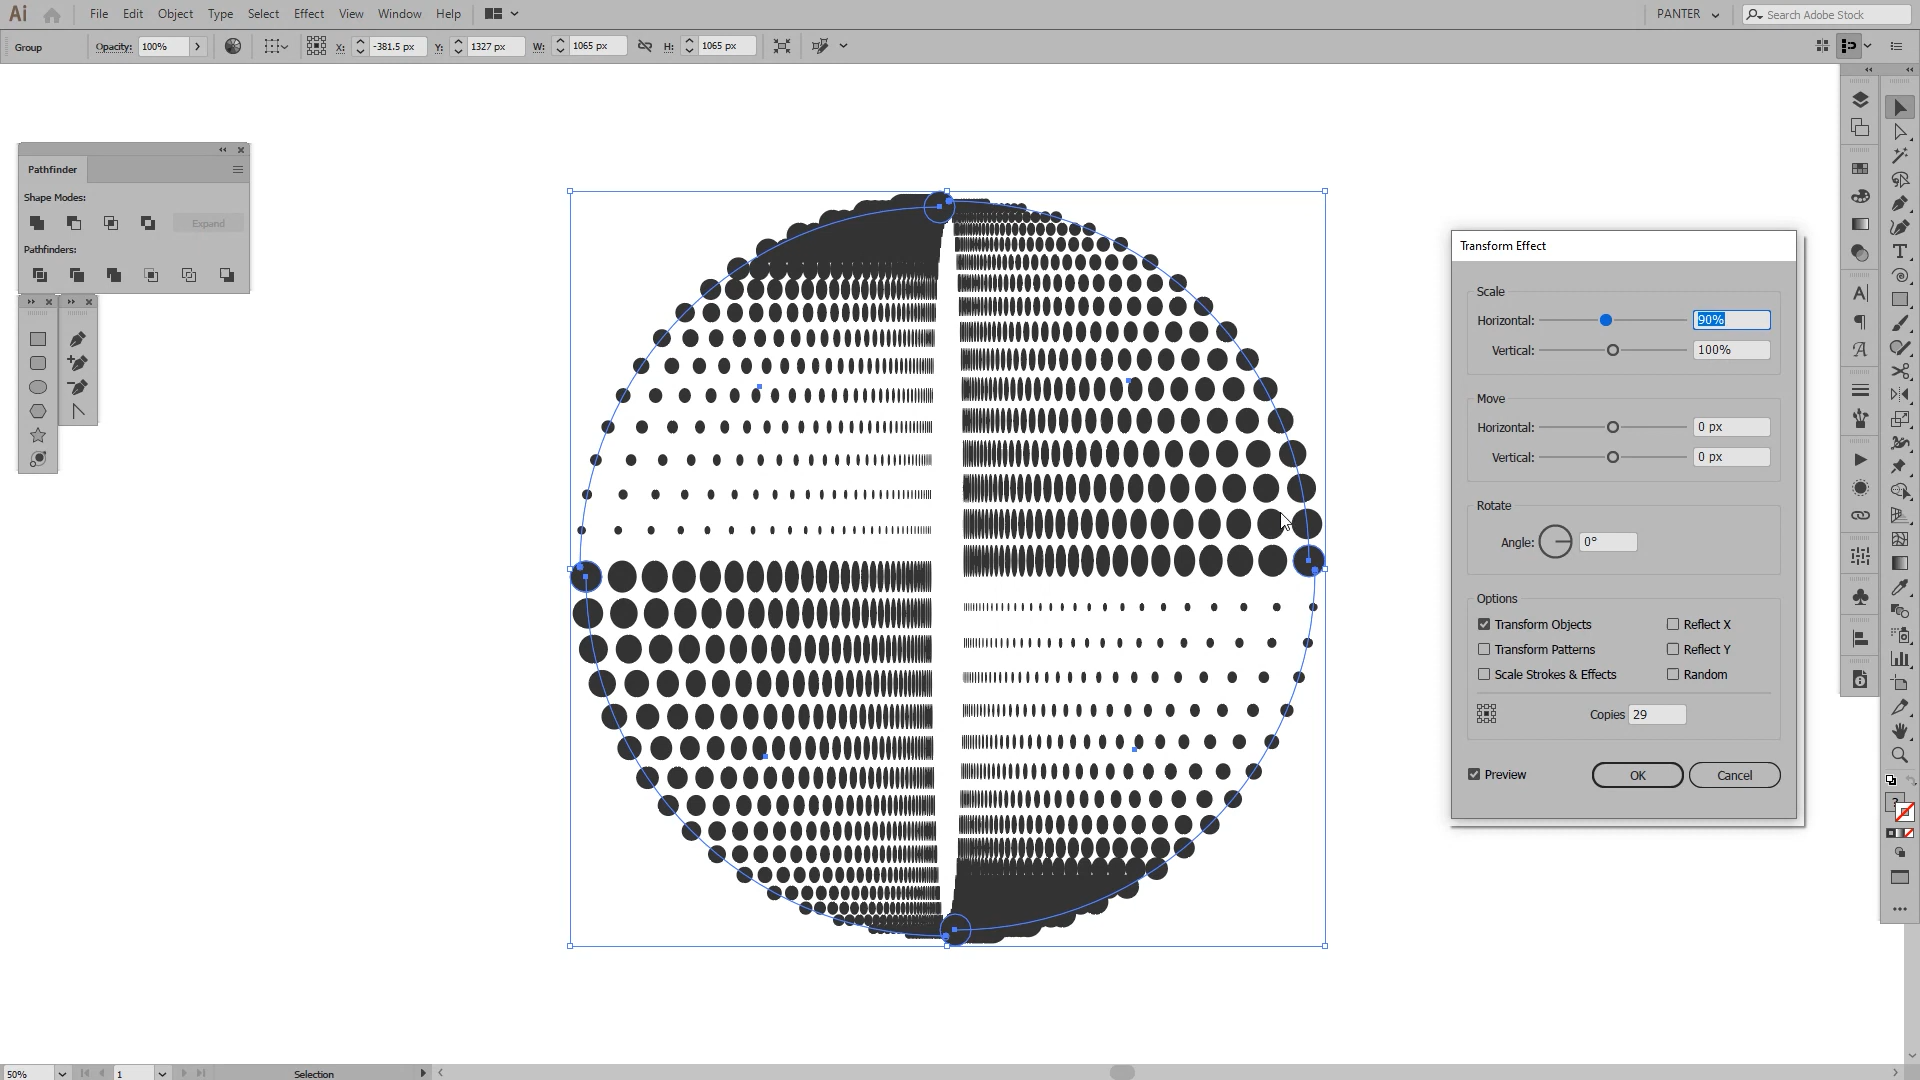 Ai File Edit Object Type Select Effect View Window Help PANTER Search Adobe Stock
Group Opacity: 100% X: -381.5 px Y: 1327 px W: 1065 px H: 1065 px
Pathfinder
Shape Modes:
Expand
Pathfinders:
Transform Effect
Scale
Horizontal: 90%
Vertical: 100%
Move
Horizontal: 0 px
Vertical: 0 px
Rotate
Angle: 0°
Options
Transform Objects Reflect X
Transform Patterns Reflect Y
Scale Strokes & Effects Random
Copies 29
Preview OK Cancel
50% 1 Selection